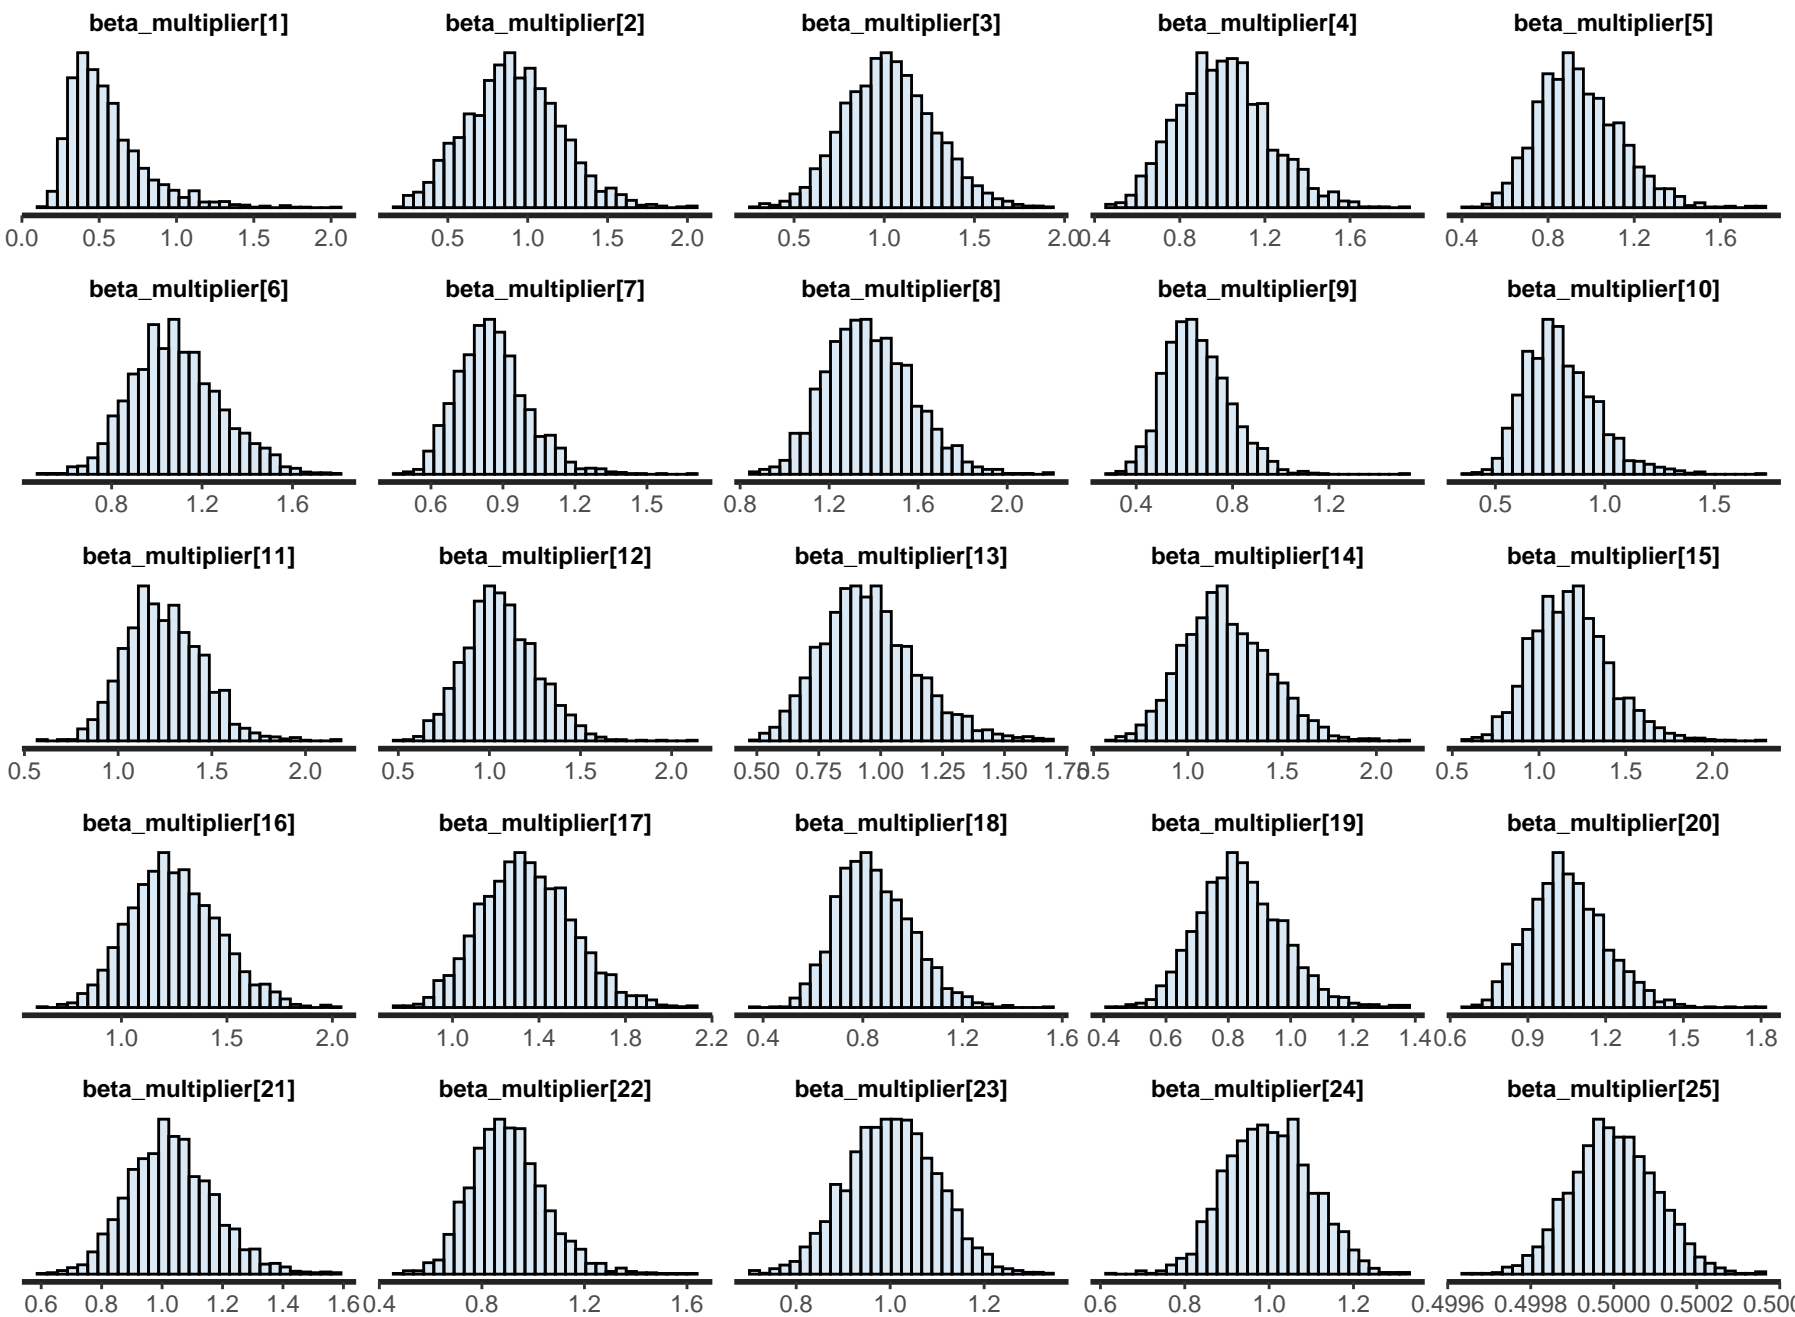 beta_multiplier[1] beta_multiplier[2] beta_multiplier[3] beta_multiplier[4] beta_multiplier[5]
0.0 0.5 1.0 1.5 2.0 0.5 1.0 1.5 2.0 0.5 1.0 1.5 2.0 0.4 0.8 1.2 1.6 0.4 0.8 1.2 1.6
beta_multiplier[6] beta_multiplier[7] beta_multiplier[8] beta_multiplier[9] beta_multiplier[10]
0.8 1.2 1.6 0.6 0.9 1.2 1.5 0.8 1.2 1.6 2.0 0.4 0.8 1.2 0.5 1.0 1.5
beta_multiplier[11] beta_multiplier[12] beta_multiplier[13] beta_multiplier[14] beta_multiplier[15]
0.5 1.0 1.5 2.0 0.5 1.0 1.5 2.0 0.50 0.75 1.00 1.25 1.50 1.75 0.5 1.0 1.5 2.0 0.5 1.0 1.5 2.0
beta_multiplier[16] beta_multiplier[17] beta_multiplier[18] beta_multiplier[19] beta_multiplier[20]
1.0 1.5 2.0 1.0 1.4 1.8 2.2 0.4 0.8 1.2 1.6 0.4 0.6 0.8 1.0 1.2 1.4 0.6 0.9 1.2 1.5 1.8
beta_multiplier[21] beta_multiplier[22] beta_multiplier[23] beta_multiplier[24] beta_multiplier[25]
0.6 0.8 1.0 1.2 1.4 1.6 0.4 0.8 1.2 1.6 0.8 1.0 1.2 0.6 0.8 1.0 1.2 0.4996 0.4998 0.5000 0.5002